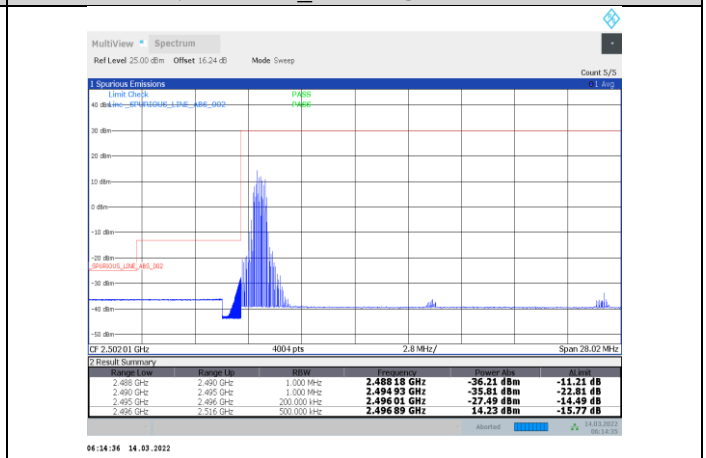 MultiView Spectrum
Ref Level 25.00 dBm Offset 16.24 dB Mode Sweep
Count 5/5
1 Spurious Emissions 1 Avg
Limit Check PASS
40 dBm Line _SPURIOUS_LINE_ABS_002 PASS
30 dBm
20 dBm
10 dBm
0 dBm
-10 dBm
-20 dBm
_SPURIOUS_LINE_ABS_002
-30 dBm
-40 dBm
-50 dBm
CF 2.50201 GHz 4004 pts 2.8 MHz/ Span 28.02 MHz
2 Result Summary
Range Low Range Up RBW Frequency Power Abs ΔLimit
2.488 GHz 2.490 GHz 1.000 MHz 2.48818 GHz -36.21 dBm -11.21 dB
2.490 GHz 2.495 GHz 1.000 MHz 2.49493 GHz -35.81 dBm -22.81 dB
2.495 GHz 2.496 GHz 200.000 kHz 2.49601 GHz -27.49 dBm -14.49 dB
2.496 GHz 2.516 GHz 500.000 kHz 2.49689 GHz 14.23 dBm -15.77 dB
Aborted 14.03.2022
06:14:35
06:14:36 14.03.2022